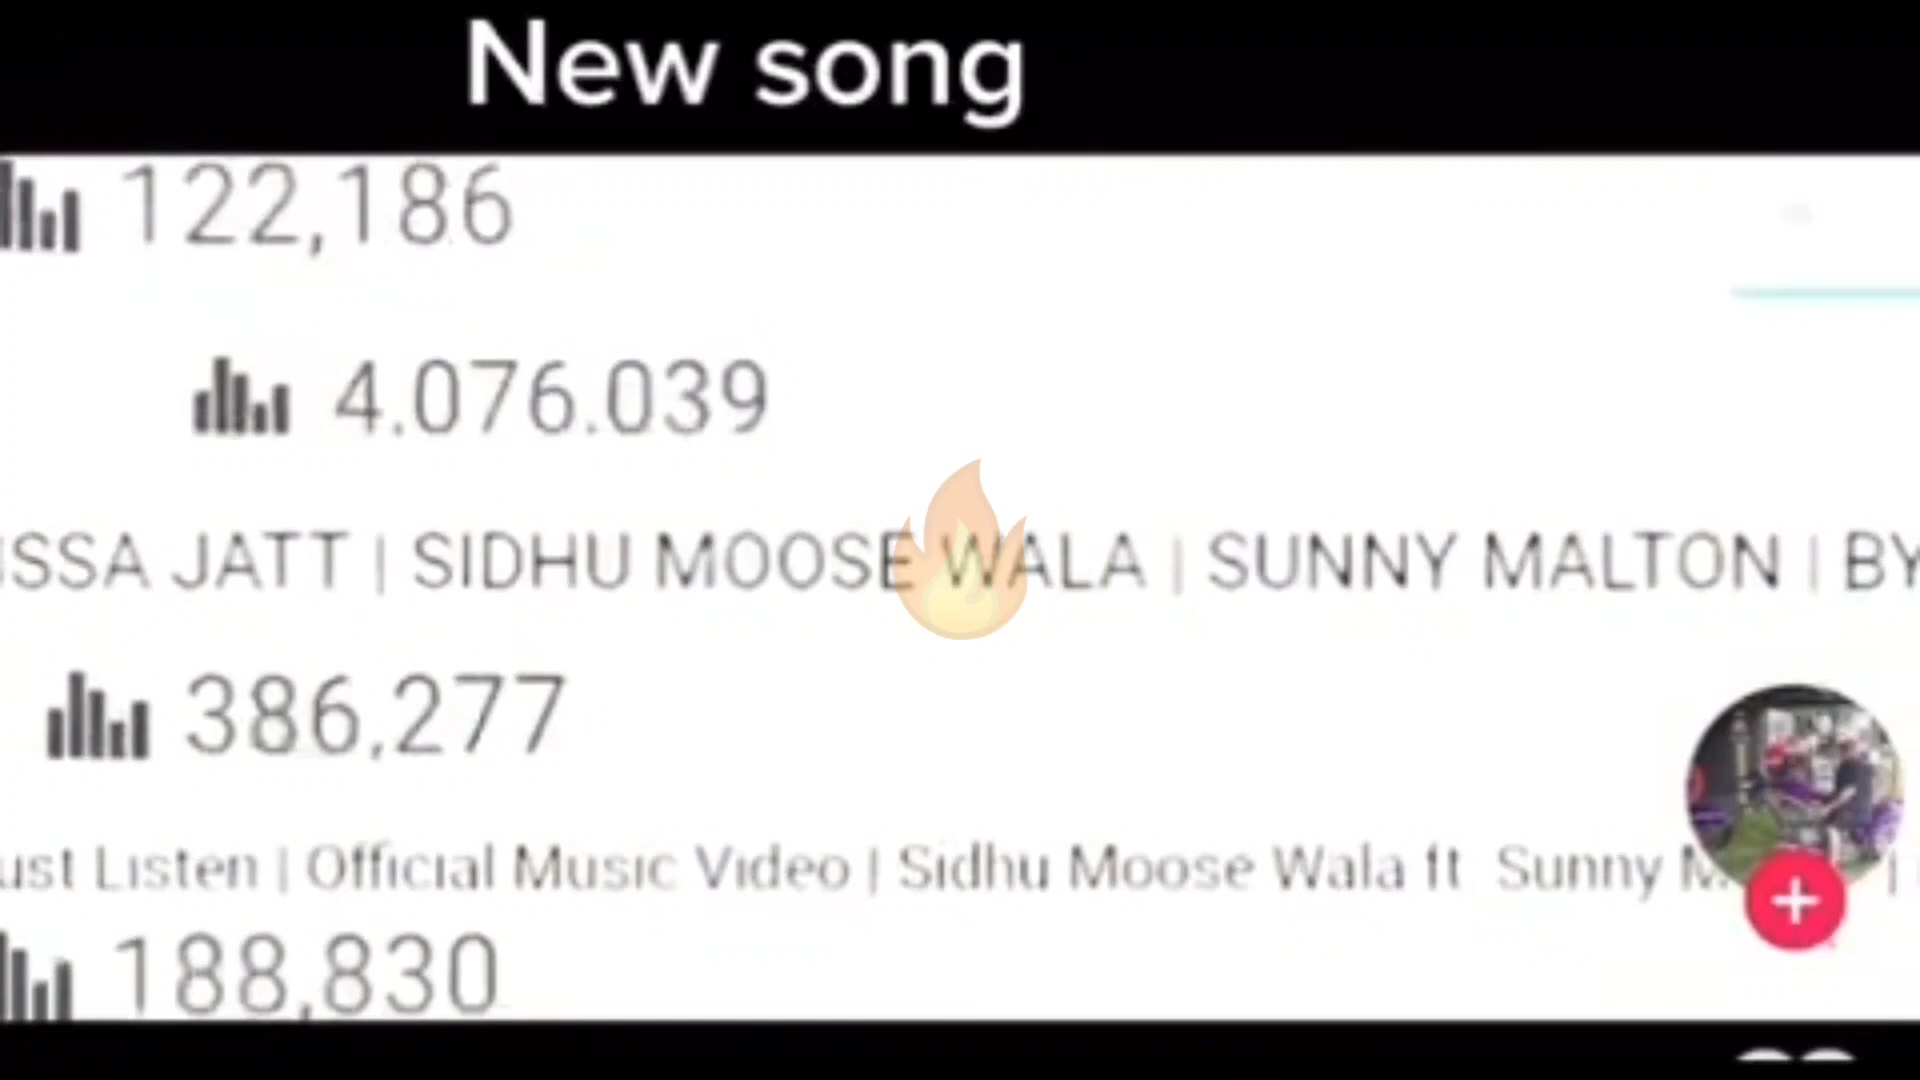 New song
122,186
4.076.039
SSA JATT | SIDHU MOOSE WALA | SUNNY MALTON | BY
386,277
ust Listen | Official Music Video | Sidhu Moose Wala ft. Sunny M
188,830